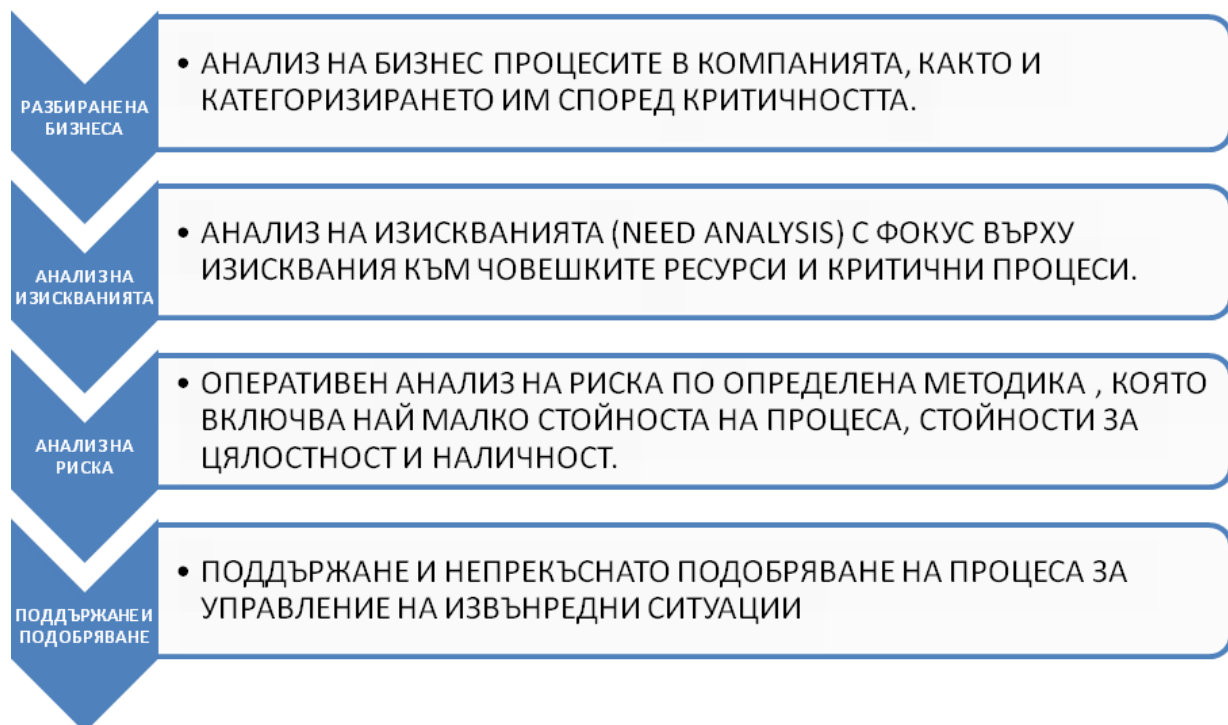 РАЗБИРАНЕ НА
БИЗНЕСА
• АНАЛИЗ НА БИЗНЕС ПРОЦЕСИТЕ В КОМПАНИЯТА, КАКТО И
КАТЕГОРИЗИРАНЕТО ИМ СПОРЕД КРИТИЧНОСТТА.
АНАЛИЗ НА
ИЗИСКВАНИЯТА
• АНАЛИЗ НА ИЗИСКВАНИЯТА (NEED ANALYSIS) С ФОКУС ВЪРХУ
ИЗИСКВАНИЯ КЪМ ЧОВЕШКИТЕ РЕСУРСИ И КРИТИЧНИ ПРОЦЕСИ.
АНАЛИЗ НА
РИСКА
• ОПЕРАТИВЕН АНАЛИЗ НА РИСКА ПО ОПРЕДЕЛЕНА МЕТОДИКА , КОЯТО
ВКЛЮЧВА НАЙ МАЛКО СТОЙНОСТА НА ПРОЦЕСА, СТОЙНОСТИ ЗА
ЦЯЛОСТНОСТ И НАЛИЧНОСТ.
ПОДДЪРЖАНЕ И
ПОДОБРЯВАНЕ
• ПОДДЪРЖАНЕ И НЕПРЕКЪСНАТО ПОДОБРЯВАНЕ НА ПРОЦЕСА ЗА
УПРАВЛЕНИЕ НА ИЗВЪНРЕДНИ СИТУАЦИИ